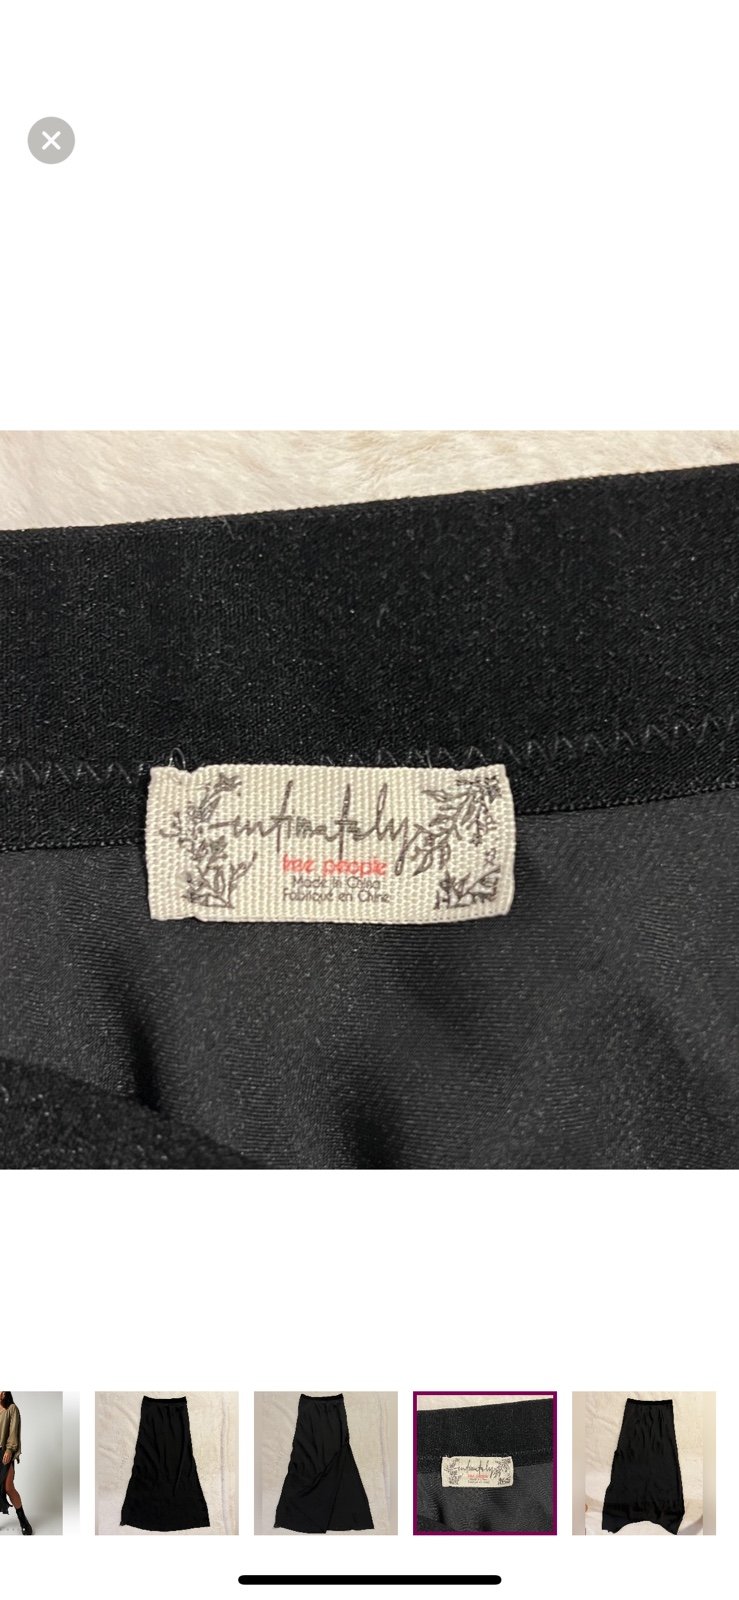 intimately
free people
Made in China
Fabriqué en Chine